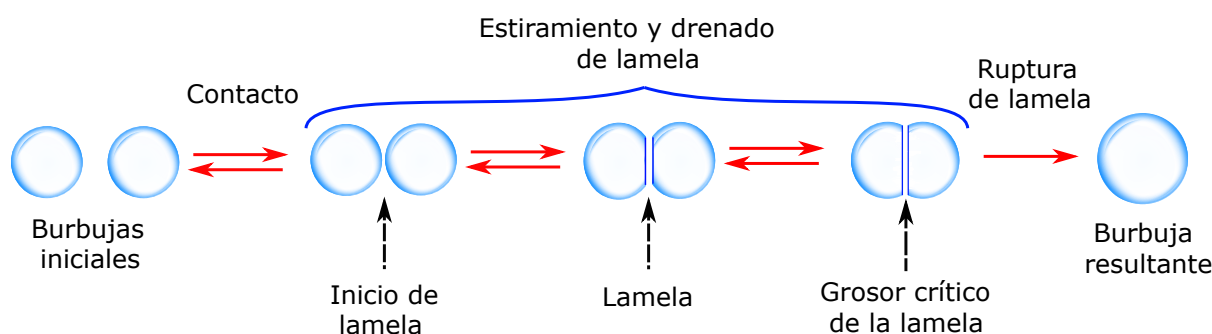 Estiramiento y drenado
de lamela
Contacto
Ruptura
de lamela
Burbujas
iniciales
Inicio de
lamela
Lamela
Grosor crítico
de la lamela
Burbuja
resultante